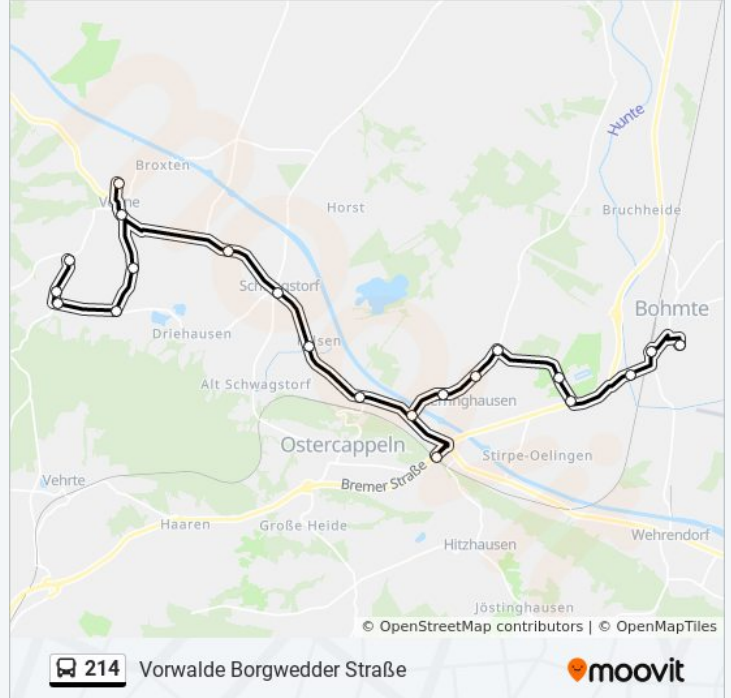 Hunte
Broxten
Horst
Bruchheide
Bohmte
Driehausen
Alt Schwagstorf
Ostercappeln
Stirpe-Oelingen
Bremer Straße
Vehrte
Haaren
Große Heide
Hitzhausen
Wehrendorf
Jöstinghausen
© OpenStreetMap contributors | © OpenMapTiles
214 Vorwalde Borgwedder Straße
moovit